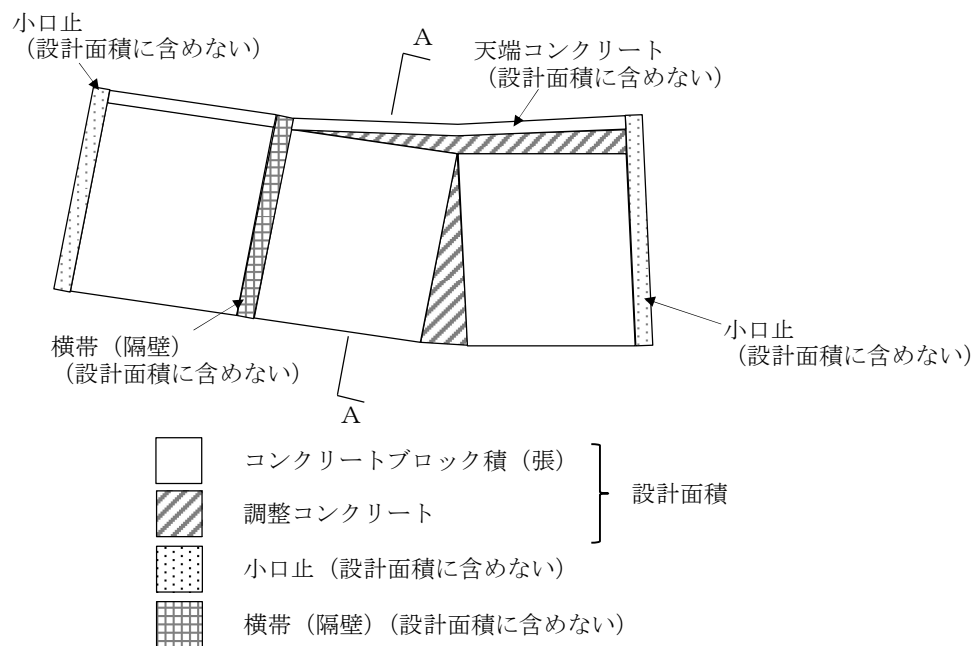 小口止
（設計面積に含めない）
A
天端コンクリート
（設計面積に含めない）
横帯（隔壁）
（設計面積に含めない）
小口止
（設計面積に含めない）
A
コンクリートブロック積（張）
調整コンクリート
設計面積
小口止（設計面積に含めない）
横帯（隔壁）（設計面積に含めない）